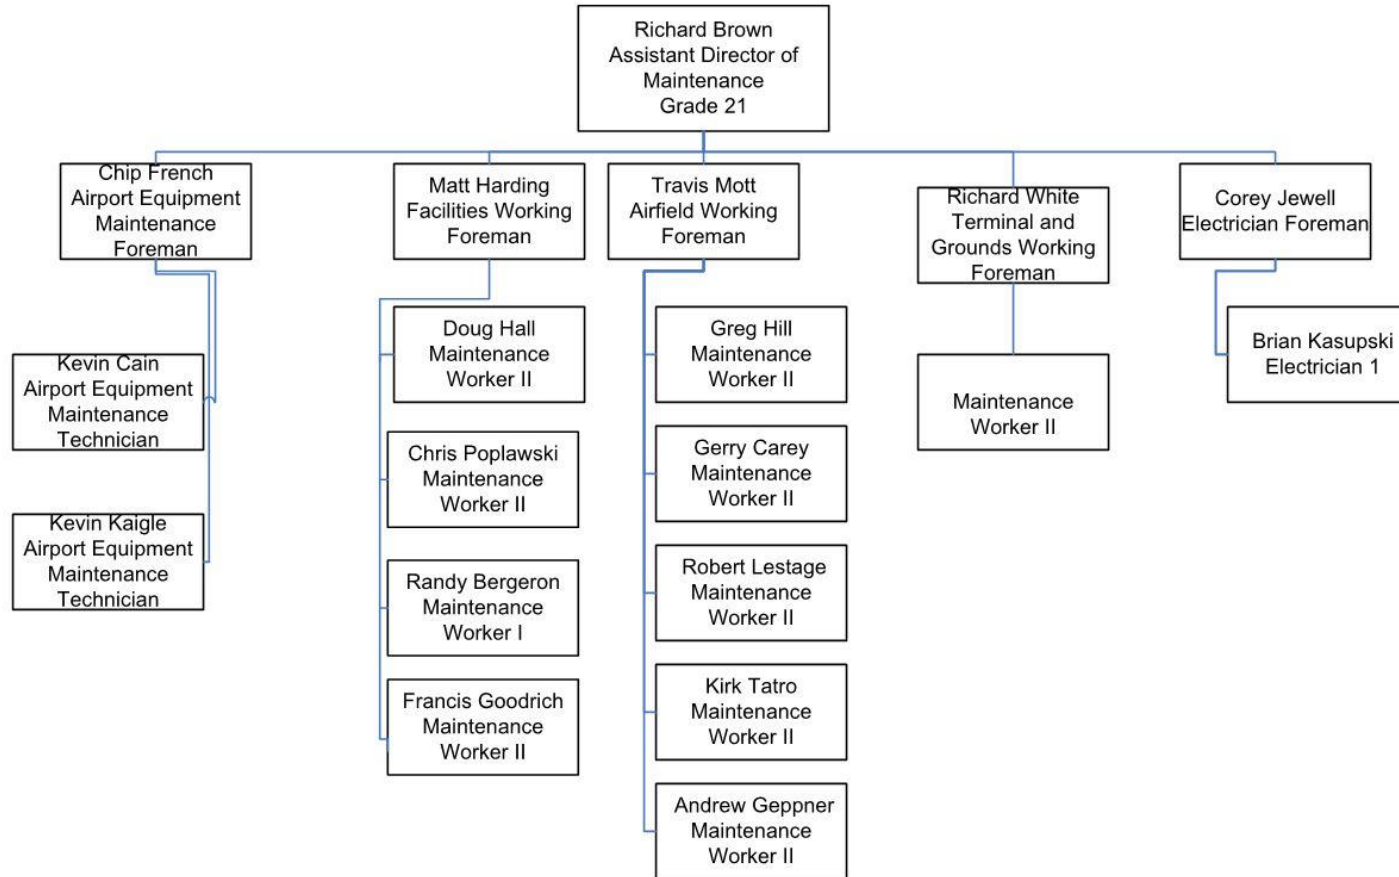 Richard Brown
Assistant Director of
Maintenance
Grade 21
Chip French
Airport Equipment
Maintenance
Foreman
Matt Harding
Facilities Working
Foreman
Travis Mott
Airfield Working
Foreman
Richard White
Terminal and
Grounds Working
Foreman
Corey Jewell
Electrician Foreman
Kevin Cain
Airport Equipment
Maintenance
Technician
Kevin Kaigle
Airport Equipment
Maintenance
Technician
Doug Hall
Maintenance
Worker II
Chris Poplawski
Maintenance
Worker II
Randy Bergeron
Maintenance
Worker I
Francis Goodrich
Maintenance
Worker II
Greg Hill
Maintenance
Worker II
Gerry Carey
Maintenance
Worker II
Robert Lestage
Maintenance
Worker II
Kirk Tatro
Maintenance
Worker II
Andrew Geppner
Maintenance
Worker II
Maintenance
Worker II
Brian Kasupski
Electrician 1